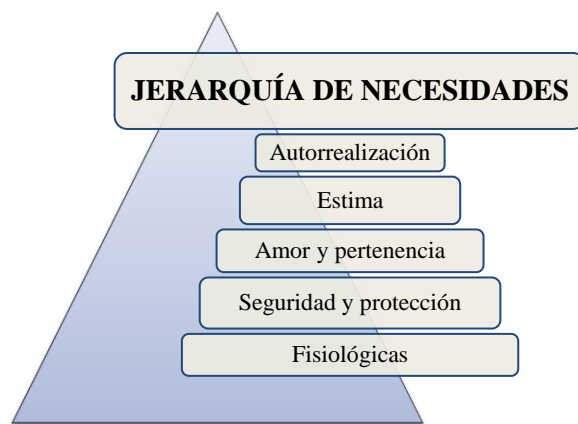 JERARQUÍA DE NECESIDADES
Autorrealización
Estima
Amor y pertenencia
Seguridad y protección
Fisiológicas